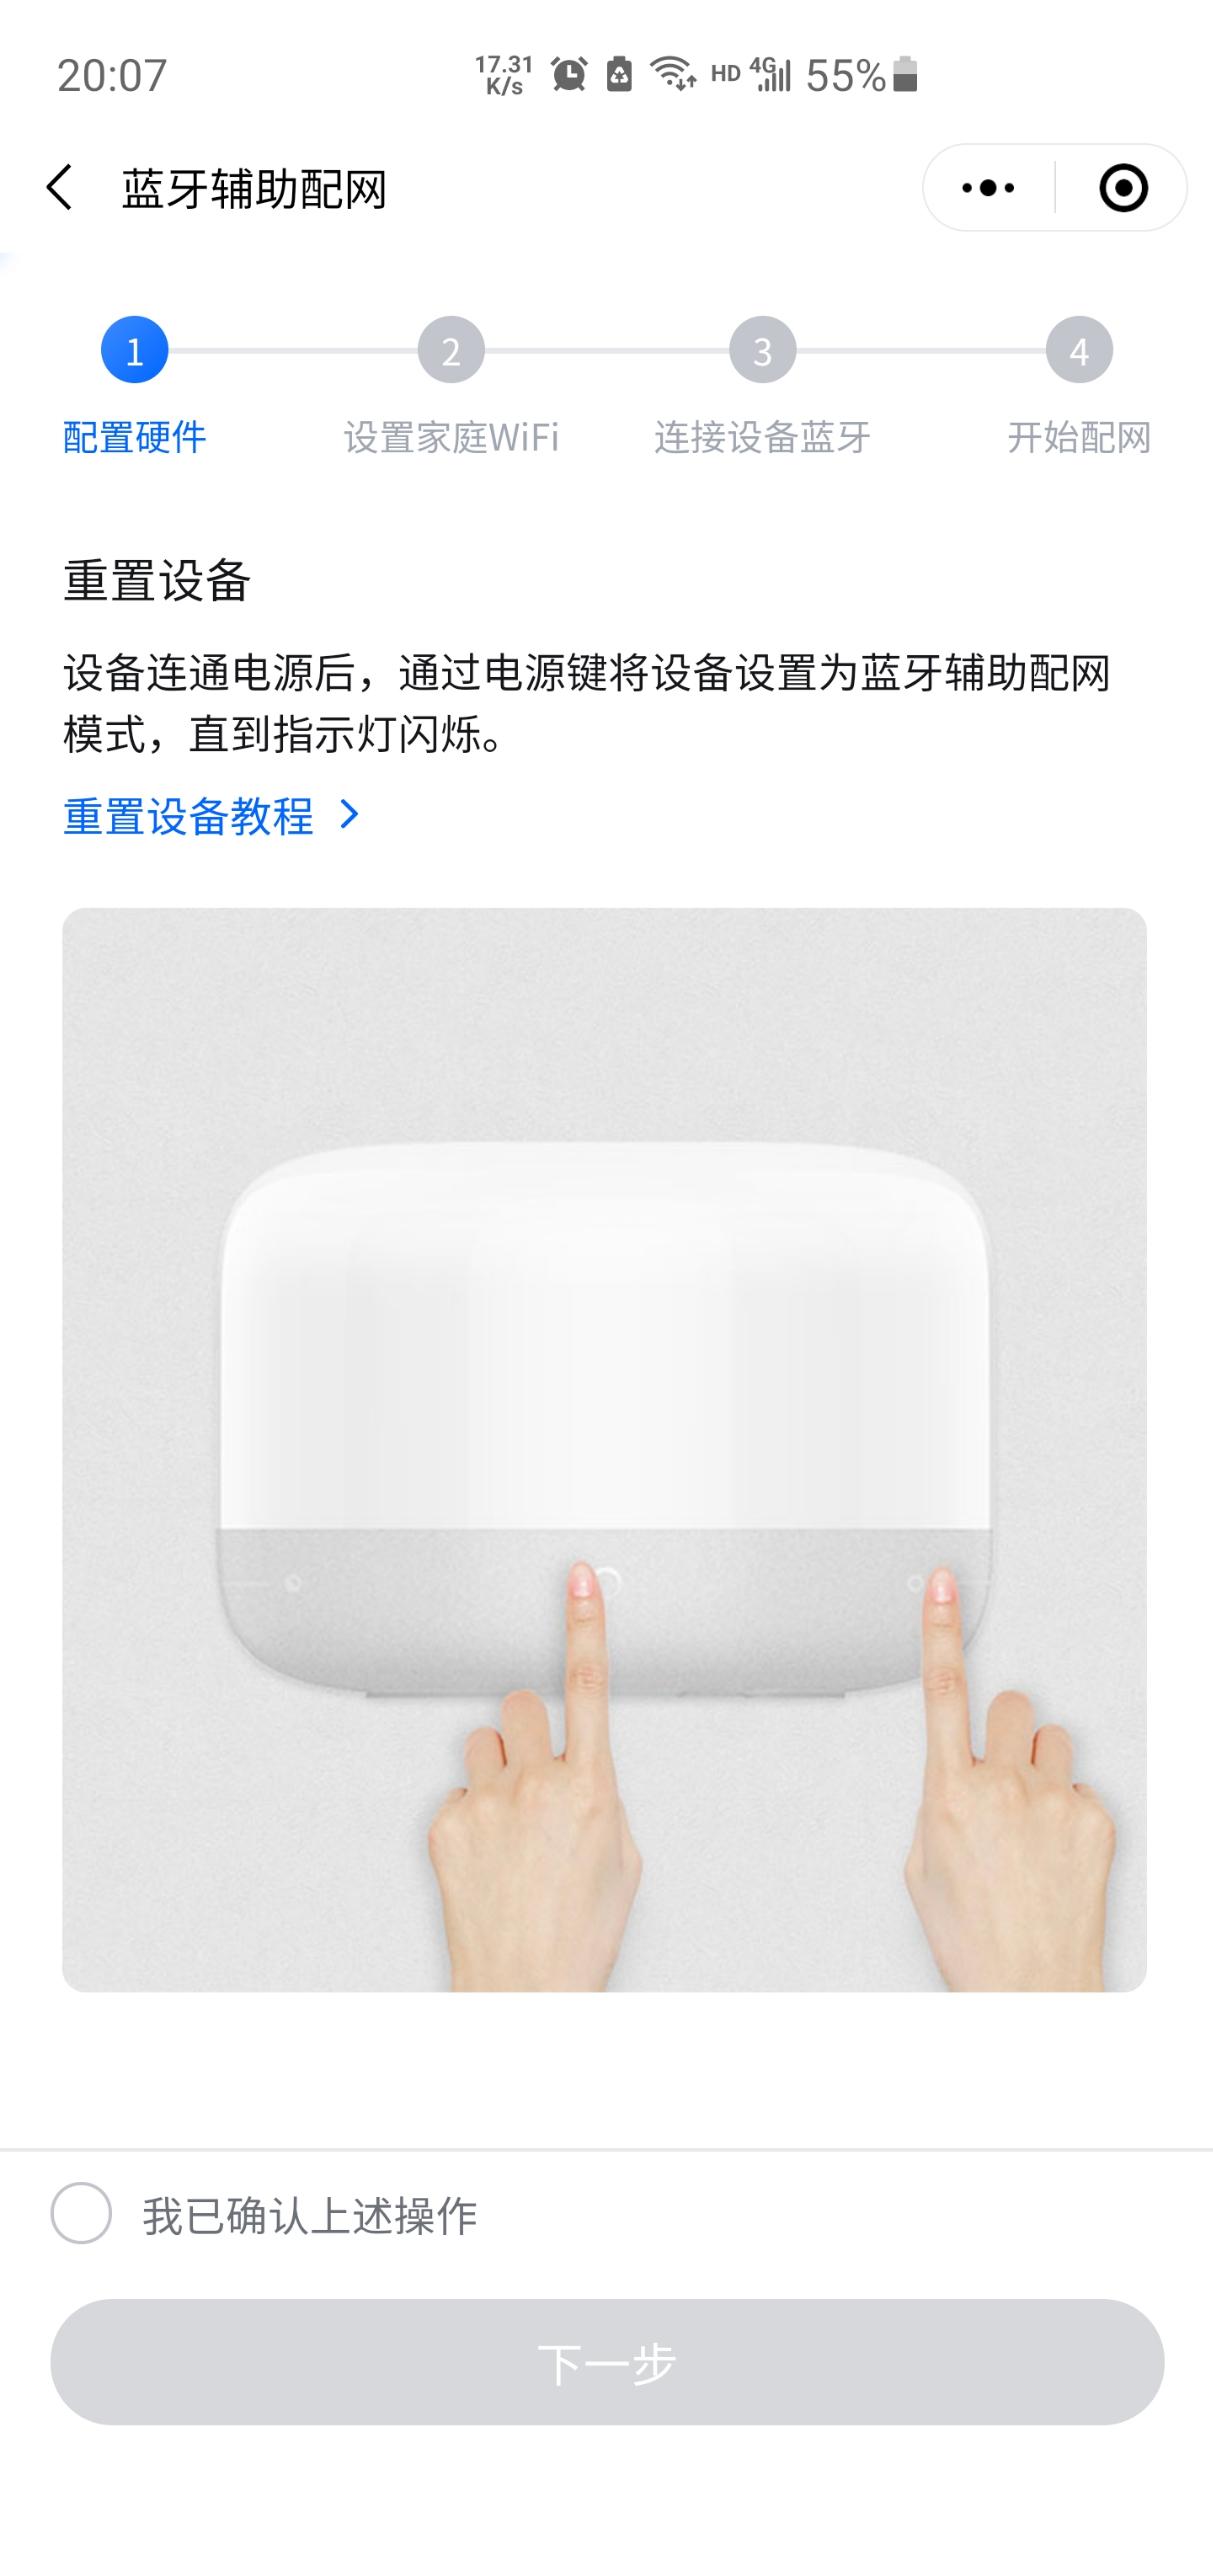 20:07
17.31
K/s
HD 4G 55%
蓝牙辅助配网
1 2 3 4
配置硬件 设置家庭WiFi 连接设备蓝牙 开始配网
重置设备
设备连通电源后，通过电源键将设备设置为蓝牙辅助配网
模式，直到指示灯闪烁。
重置设备教程
我已确认上述操作
下一步